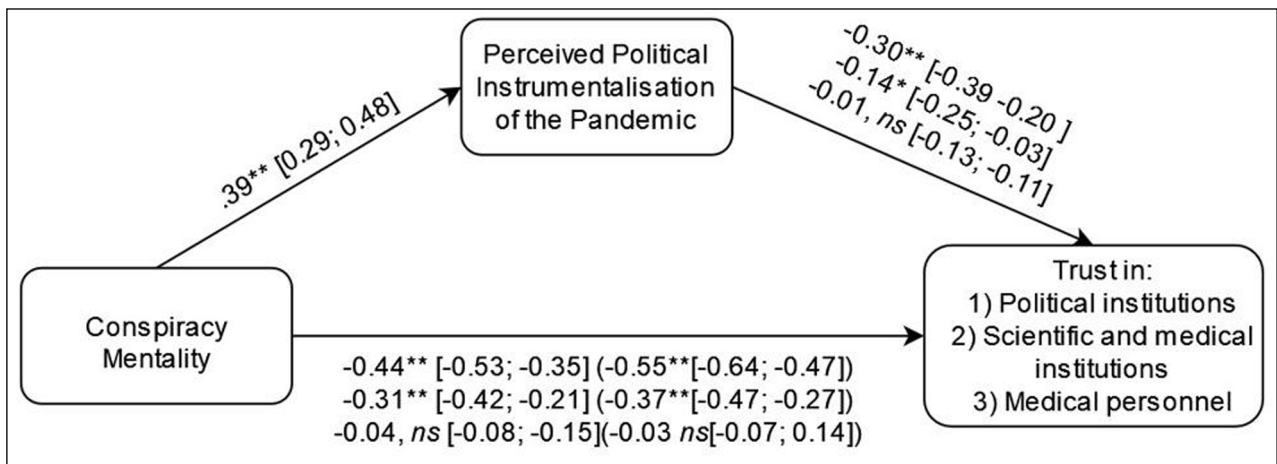 Perceived Political
Instrumentalisation
of the Pandemic
-0.30** [-0.39 -0.20 ]
-0.14* [-0.25; -0.03]
-0.01, ns [-0.13; -0.11]
.39** [0.29; 0.48]
Conspiracy
Mentality
Trust in:
1) Political institutions
2) Scientific and medical
institutions
3) Medical personnel
-0.44** [-0.53; -0.35] (-0.55**[-0.64; -0.47])
-0.31** [-0.42; -0.21] (-0.37**[-0.47; -0.27])
-0.04, ns [-0.08; -0.15](-0.03 ns[-0.07; 0.14])